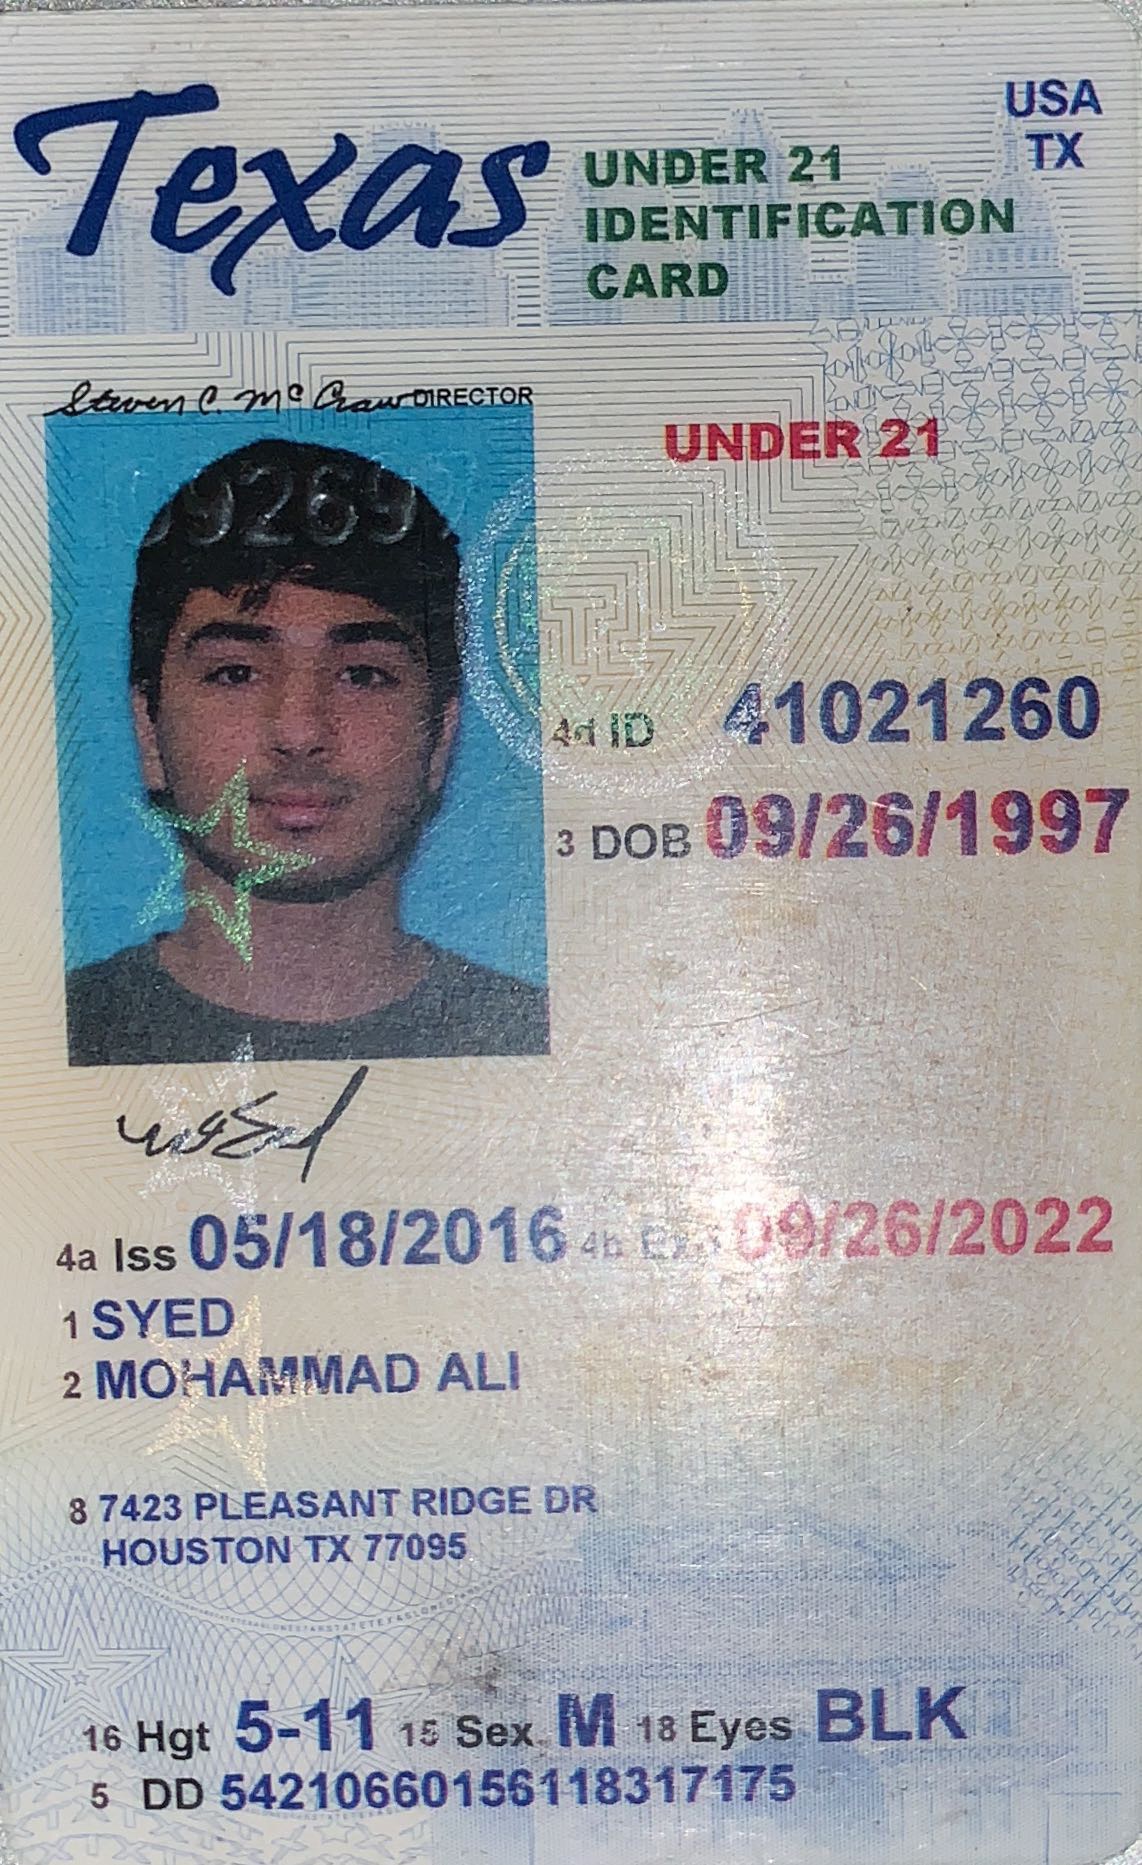 Texas
USA
TX
UNDER 21
IDENTIFICATION
CARD
Steven C. McCraw DIRECTOR
UNDER 21
4d ID 41021260
3 DOB 09/26/1997
4a Iss 05/18/2016 4b Exp 09/26/2022
1 SYED
2 MOHAMMAD ALI
8 7423 PLEASANT RIDGE DR
HOUSTON TX 77095
16 Hgt 5-11 15 Sex M 18 Eyes BLK
5 DD 54210660156118317175